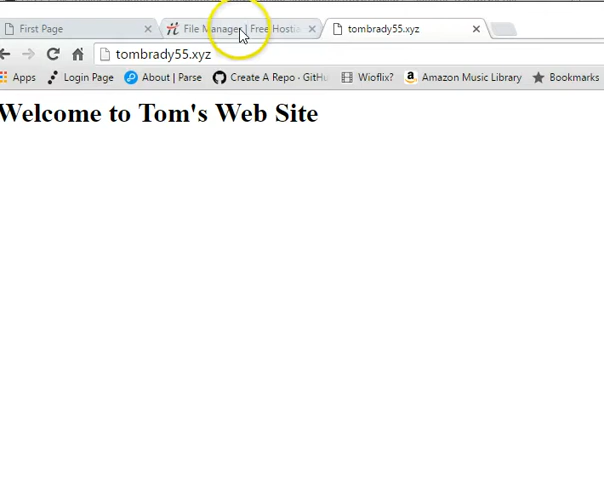 First Page
File Manager | Free Hostin
tombrady55.xyz
tombrady55.xyz
Apps
Login Page
About | Parse
Create A Repo - GitHu
Wioflix?
Amazon Music Library
Bookmarks
Welcome to Tom's Web Site